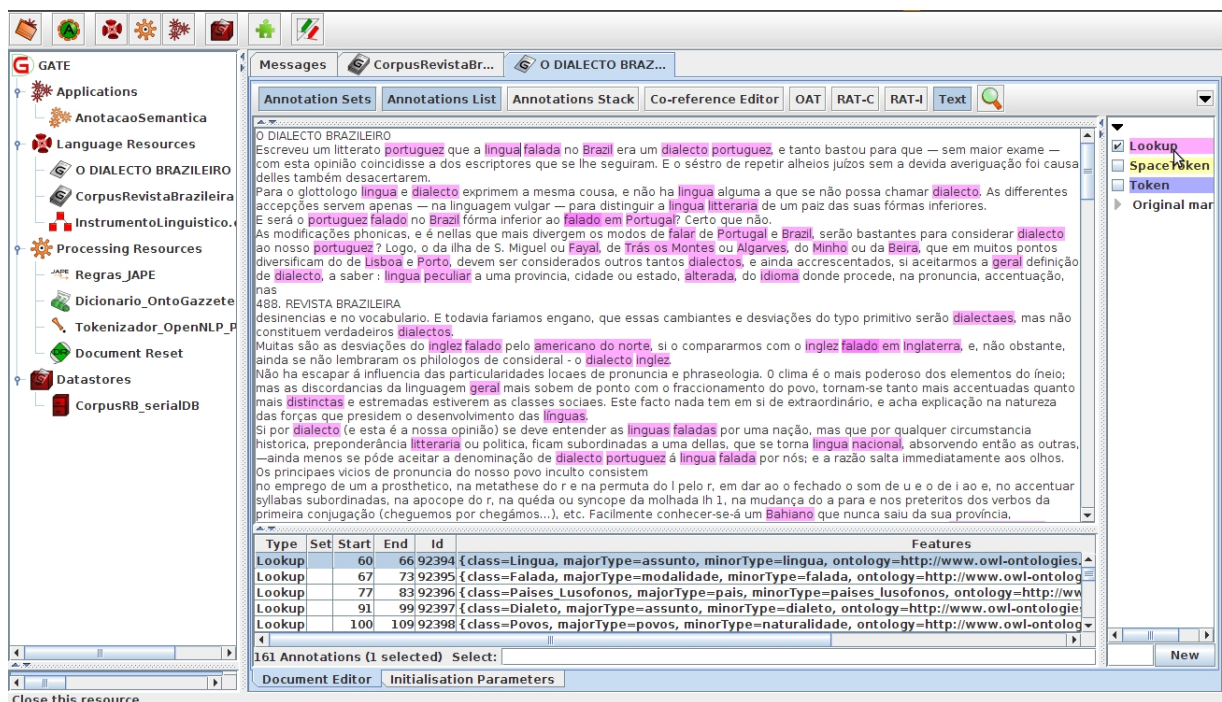 GATE
Applications
AnotacaoSemantica
Language Resources
O DIALECTO BRAZILEIRO
CorpusRevistaBrazileira
InstrumentoLinguistico.
Processing Resources
Regras_JAPE
Dicionario_OntoGazzete
Tokenizador_OpenNLP_P
Document Reset
Datastores
CorpusRB_serialDB
Messages CorpusRevistaBr... O DIALECTO BRAZ...
Annotation Sets Annotations List Annotations Stack Co-reference Editor OAT RAT-C RAT-I Text
O DIALECTO BRAZILEIRO
Escreveu um litterato portuguez que a lingua falada no Brazil era um dialecto portuguez, e tanto bastou para que — sem maior exame —
com esta opinião coincidisse a dos escriptores que se lhe seguiram. E o séstro de repetir alheios juízos sem a devida averiguação foi causa
delles também desacertarem.
Para o glottologo lingua e dialecto exprimm a mesma cousa, e não ha lingua alguma a que se não possa chamar dialecto. As differentes
accepções servem apenas — na linguagem vulgar — para distinguir a lingua litteraria de um paiz das suas fórmas inferiores.
E será o portuguez falado no Brazil fórma inferior ao falado em Portugal? Certo que não.
As modificações phonicas, e é nellas que mais divergem os modos de falar de Portugal e Brazil, serão bastantes para considerar dialecto
ao nosso portuguez ? Logo, o da ilha de S. Miguel ou Fayal, de Trás os Montes ou Algarves, do Minho ou da Beira, que em muitos pontos
diversificam do de Lisboa e Porto, devem ser considerados outros tantos dialectos, e ainda accrescentados, si aceitarmos a geral definição
de dialecto, a saber : lingua peculiar a uma provincia, cidade ou estado, alterada, do idioma donde procede, na pronuncia, accentuação,
nas
488. REVISTA BRAZILEIRA
desinencias e no vocabulario. E todavia fariamos engano, que essas cambiantes e desviações do typo primitivo serão dialectaes, mas não
constituem verdadeiros dialectos.
Muitas são as desviações do inglez falado pelo americano do norte, si o compararmos com o inglez falado em Inglaterra, e, não obstante,
ainda se não lembraram os philologos de consideral - o dialecto inglez.
Não ha escapar á influencia das particularidades locaes de pronuncia e phraseologia. 0 clima é o mais poderoso dos elementos do íneio;
mas as discordancias da linguagem geral mais sobem de ponto com o fraccionamento do povo, tornam-se tanto mais accentuadas quanto
mais distinctas e estremadas estiverem as classes sociaes. Este facto nada tem em si de extraordinário, e acha explicação na natureza
das forças que presidem o desenvolvimento das línguas.
Si por dialecto (e esta é a nossa opinião) se deve entender as linguas faladas por uma nação, mas que por qualquer circumstancia
historica, preponderância litteraria ou politica, ficam subordinadas a uma dellas, que se torna lingua nacional, absorvendo então as outras,
—ainda menos se póde aceitar a denominação de dialecto portuguez á lingua falada por nós; e a razão salta immediatamente aos olhos.
Os principaes vicios de pronuncia do nosso povo inculto consistem
no emprego de um a prosthetico, na metathese do r e na permuta do l pelo r, em dar ao o fechado o som de u e o de i ao e, no accentuar
syllabas subordinadas, na apocope do r, na quéda ou syncope da molhada lh 1, na mudança do a para e nos preteritos dos verbos da
primeira conjugação (cheguemos por chegámos...), etc. Facilmente conhecer-se-á um Bahiano que nunca saiu da sua província,
Lookup
SpaceToken
Token
Original mar
Type Set Start End Id Features
Lookup 60 66 92394 {class=Lingua, majorType=assunto, minorType=lingua, ontology=http://www.owl-ontologies.
Lookup 67 73 92395 {class=Falada, majorType=modalidade, minorType=falada, ontology=http://www.owl-ontolog
Lookup 77 83 92396 {class=Paises_Lusofonos, majorType=pais, minorType=paises_lusofonos, ontology=http://ww
Lookup 91 99 92397 {class=Dialeto, majorType=assunto, minorType=dialeto, ontology=http://www.owl-ontologie
Lookup 100 109 92398 {class=Povos, majorType=povos, minorType=naturalidade, ontology=http://www.owl-ontolog
161 Annotations (1 selected) Select:
New
Document Editor Initialisation Parameters
Close this resource